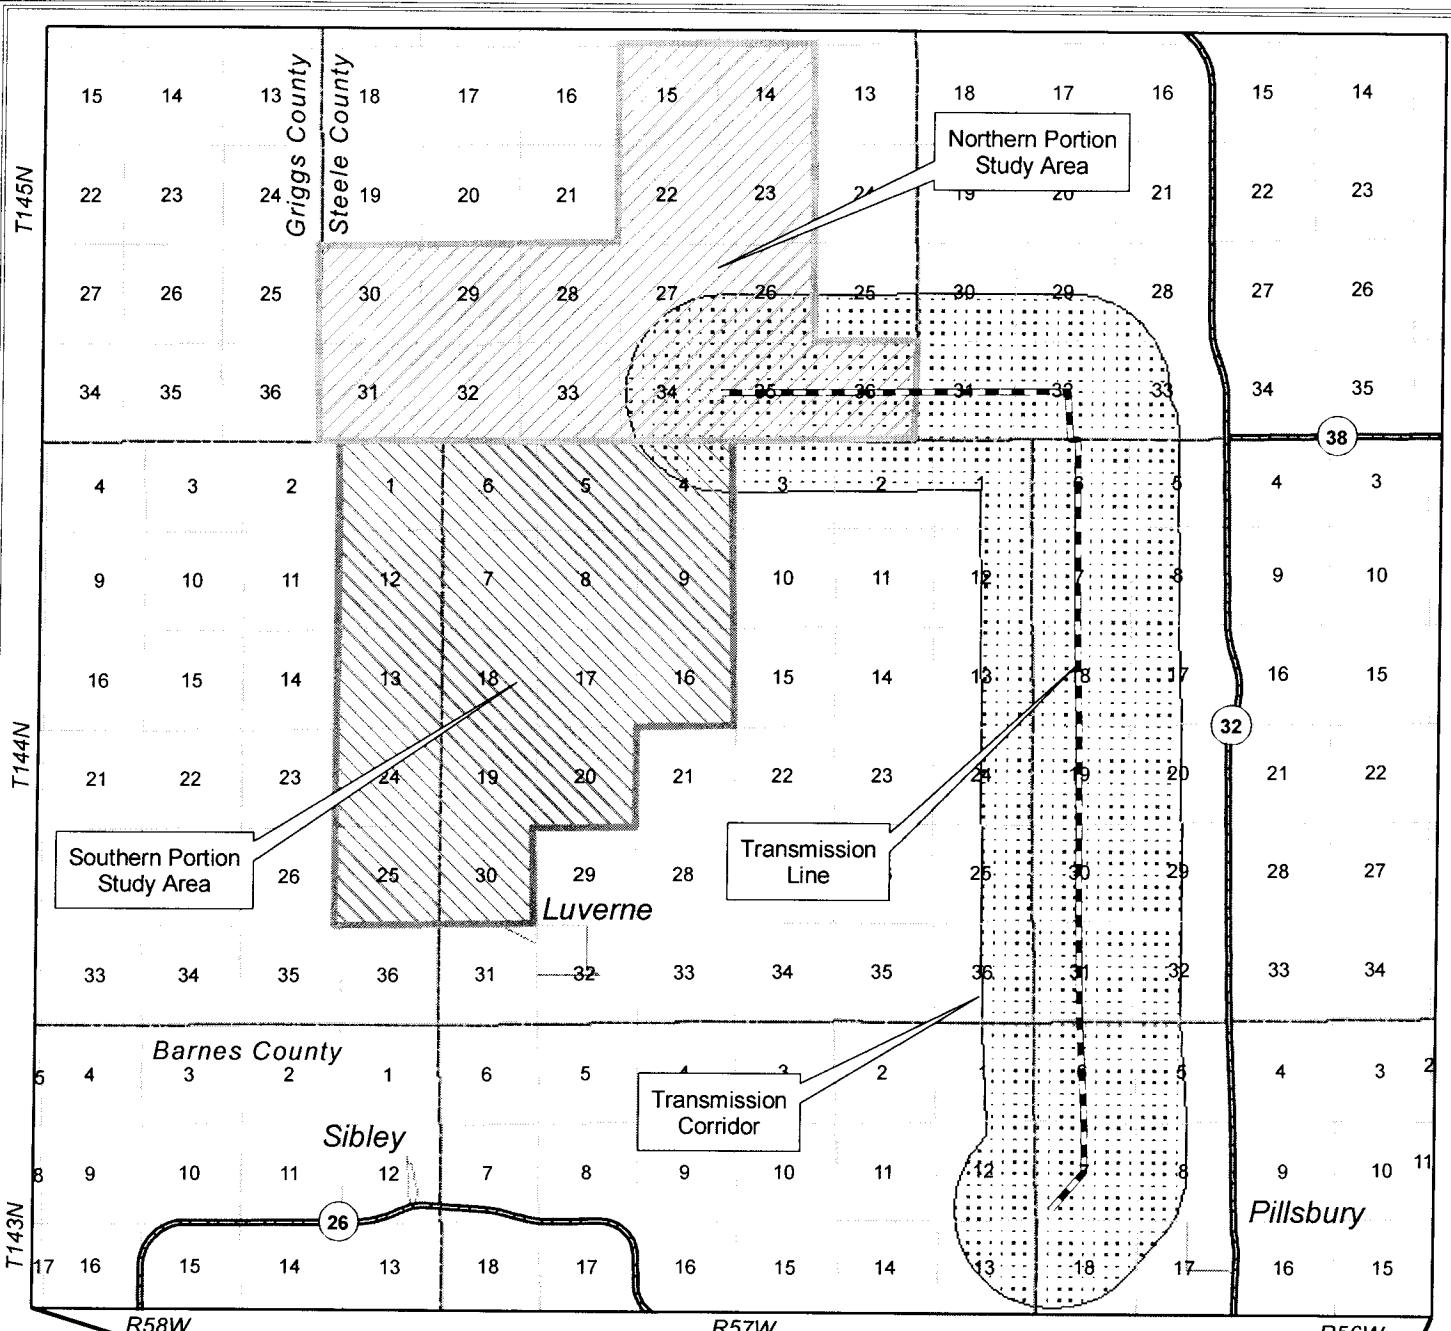 15 14 13 18 17 16 15 14 13 18 17 16 15 14
Griggs County
Steele County
Northern Portion
Study Area
T145N
22 23 24 19 20 21 22 23 24 19 20 21 22 23
27 26 25 30 29 28 27 26 25 30 29 28 27 26
34 35 36 31 32 33 34 35 36 31 32 33 34 35
38
4 3 2 1 6 5 4 3 2 1 6 5 4 3
9 10 11 12 7 8 9 10 11 12 7 8 9 10
16 15 14 13 18 17 16 15 14 13 18 17 16 15
32
T144N
21 22 23 24 19 20 21 22 23 24 19 20 21 22
Southern Portion
Study Area
Transmission
Line
26 25 30 29 28 25 30 29 28 27
Luverne
33 34 35 36 31 32 33 34 35 36 31 32 33 34
Barnes County
5 4 3 2 1 6 5 4 3 2 1 6 5 4 3 2
Transmission
Corridor
Sibley
8 9 10 11 12 7 8 9 10 11 12 7 8 9 10 11
26
Pillsbury
T143N
17 16 15 14 13 18 17 16 15 14 13 18 17 16 15
R58W R57W R56W